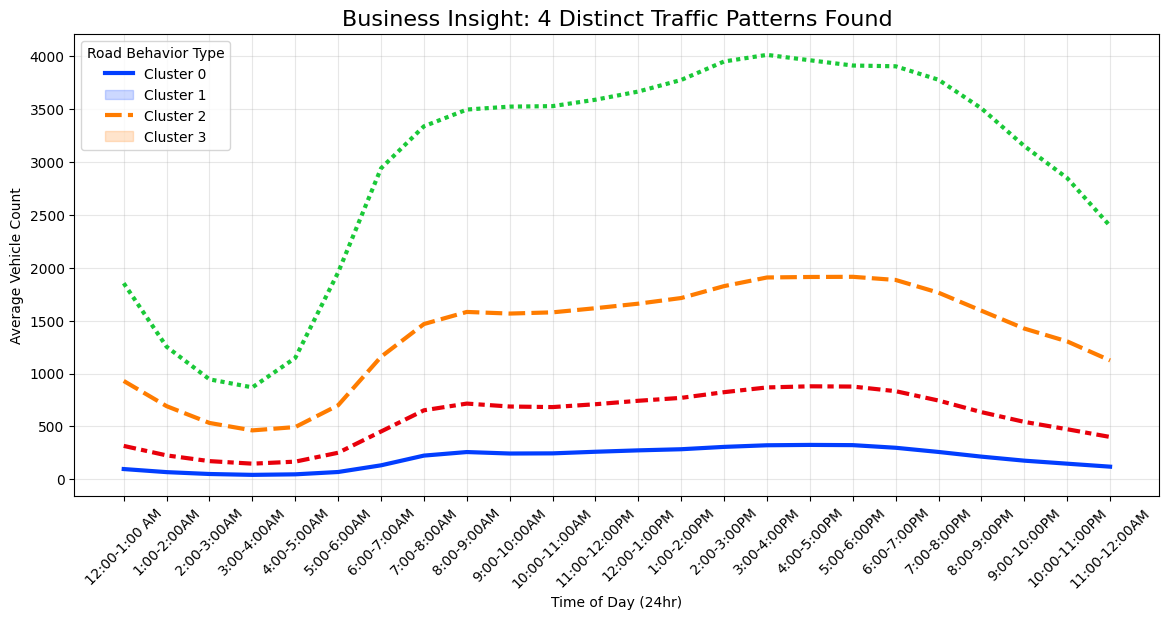 Business Insight: 4 Distinct Traffic Patterns Found
Road Behavior Type
Cluster 0
Cluster 1
Cluster 2
Cluster 3
Average Vehicle Count
4000
3500
3000
2500
2000
1500
1000
500
0
12:00-1:00 AM
1:00-2:00AM
2:00-3:00AM
3:00-4:00AM
4:00-5:00AM
5:00-6:00AM
6:00-7:00AM
7:00-8:00AM
8:00-9:00AM
9:00-10:00AM
10:00-11:00AM
11:00-12:00PM
12:00-1:00PM
1:00-2:00PM
2:00-3:00PM
3:00-4:00PM
4:00-5:00PM
5:00-6:00PM
6:00-7:00PM
7:00-8:00PM
8:00-9:00PM
9:00-10:00PM
10:00-11:00PM
11:00-12:00AM
Time of Day (24hr)